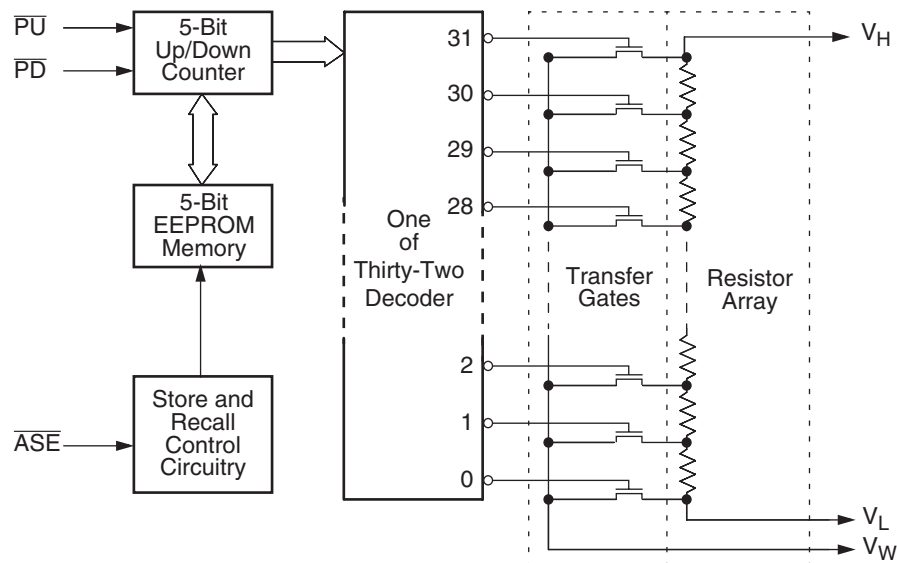 PU
PD
5-Bit
Up/Down
Counter
5-Bit
EEPROM
Memory
ASE
Store and
Recall
Control
Circuitry
One
of
Thirty-Two
Decoder
31
30
29
28
2
1
0
Transfer
Gates
Resistor
Array
VH
VL
VW